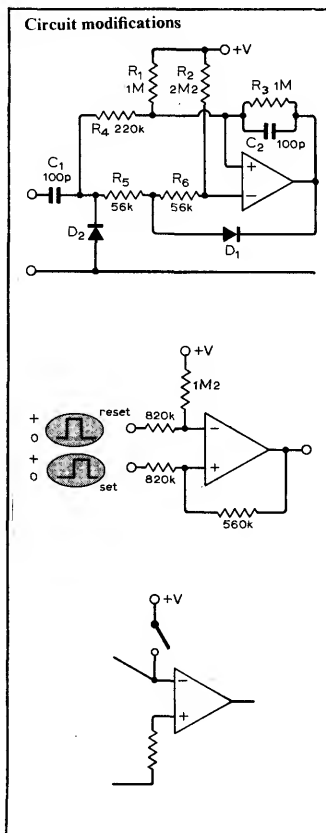 Circuit modifications
+V
R1
1M
R2
2M2
R3 1M
R4 220k
C2
100p
C1
100p
R5
56k
R6
56k
+
−
D2
D1
+V
1M2
reset
+
0
820k
−
+
0
set
820k
+
560k
+V
−
+